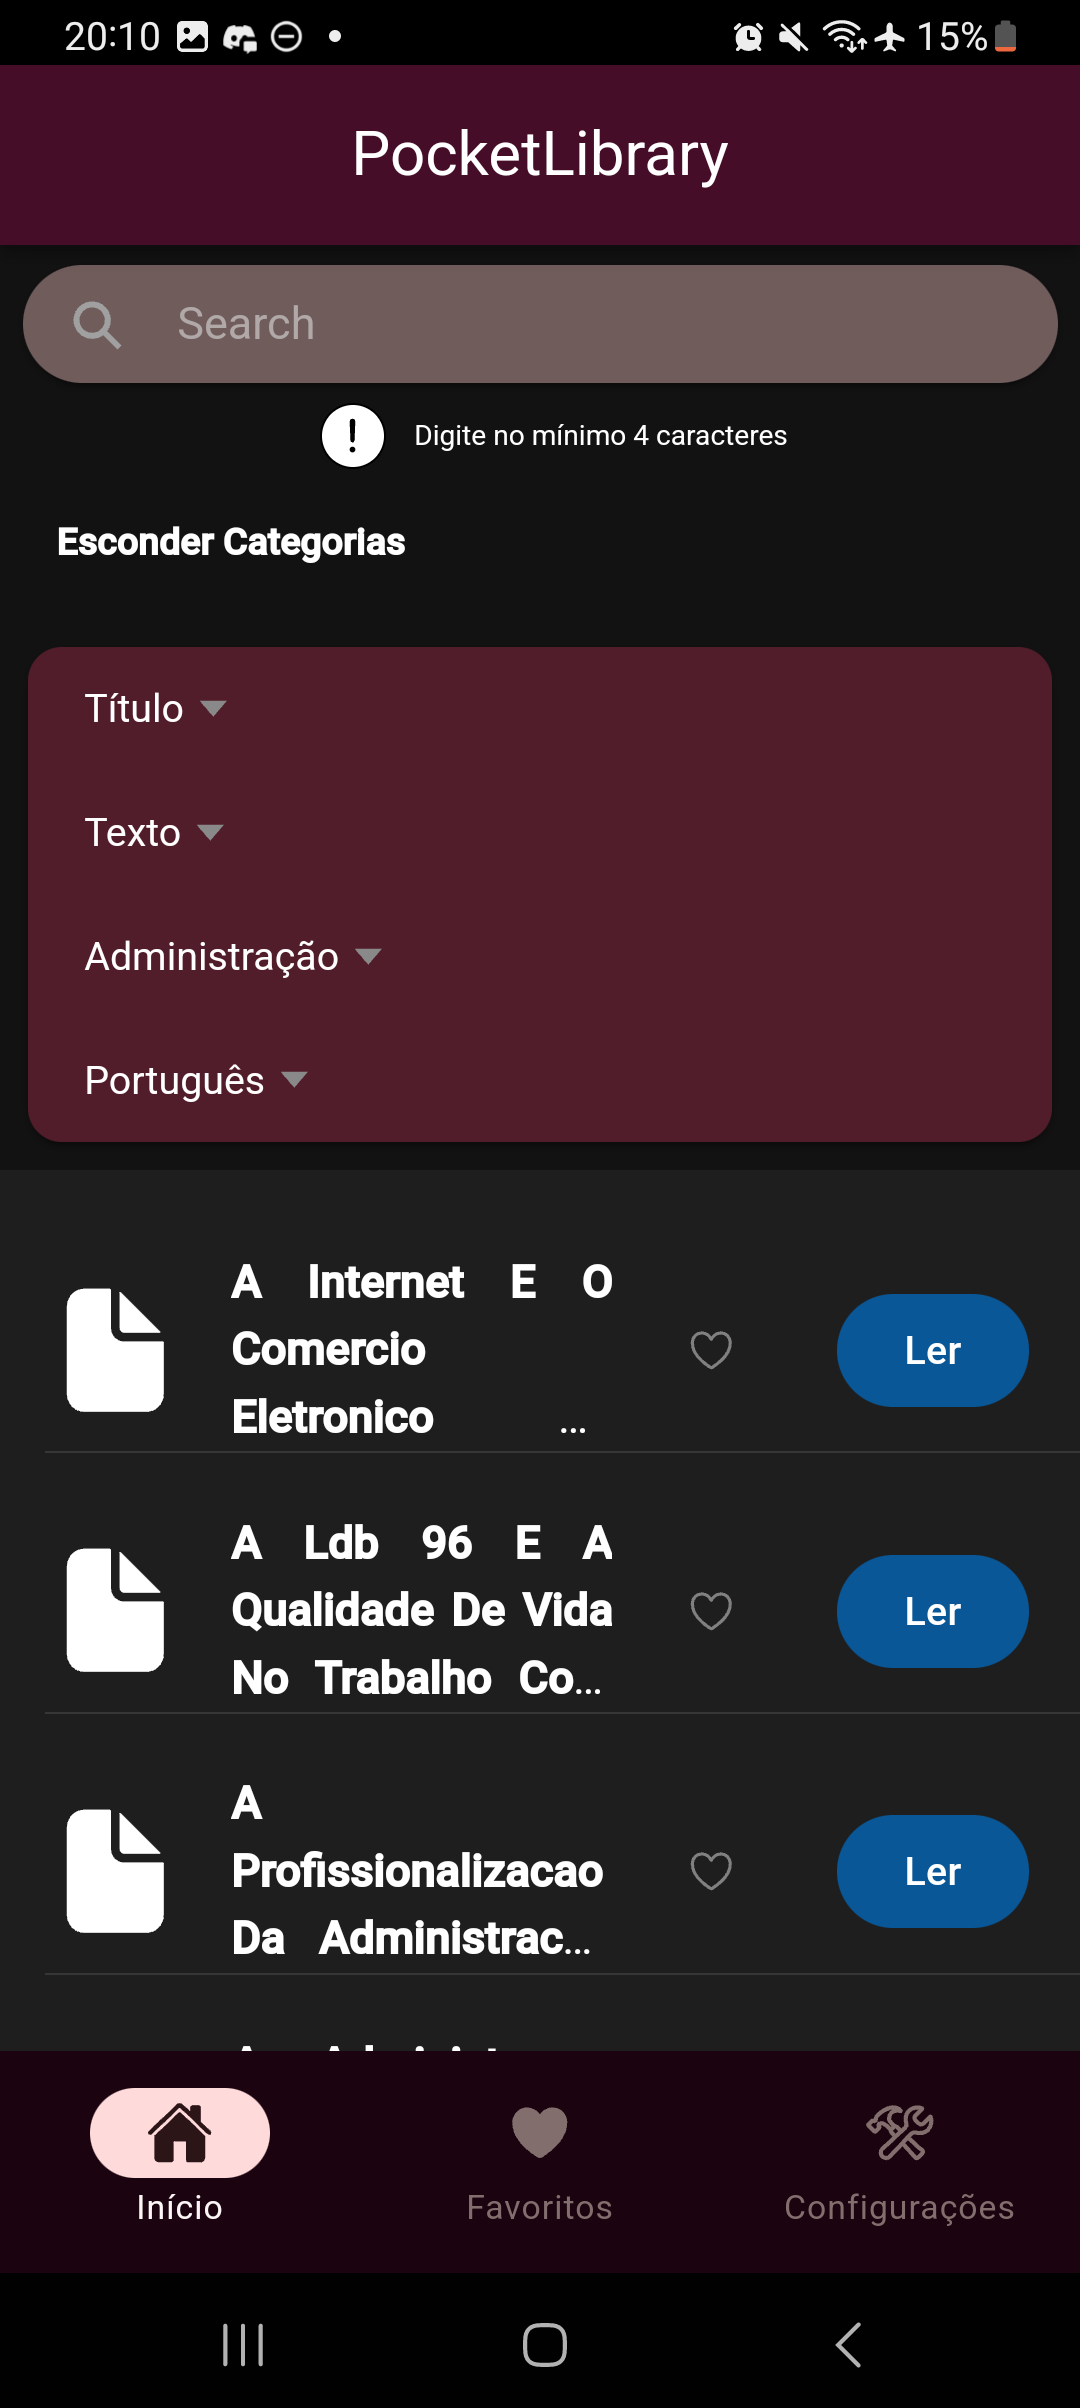 20:10
15%
PocketLibrary
Search
Digite no mínimo 4 caracteres
Esconder Categorias
Título
Texto
Administração
Português
A Internet E O
Comercio
Eletronico ...
Ler
A Ldb 96 E A
Qualidade De Vida
No Trabalho Co...
Ler
A
Profissionalizacao
Da Administrac...
Ler
Início
Favoritos
Configurações